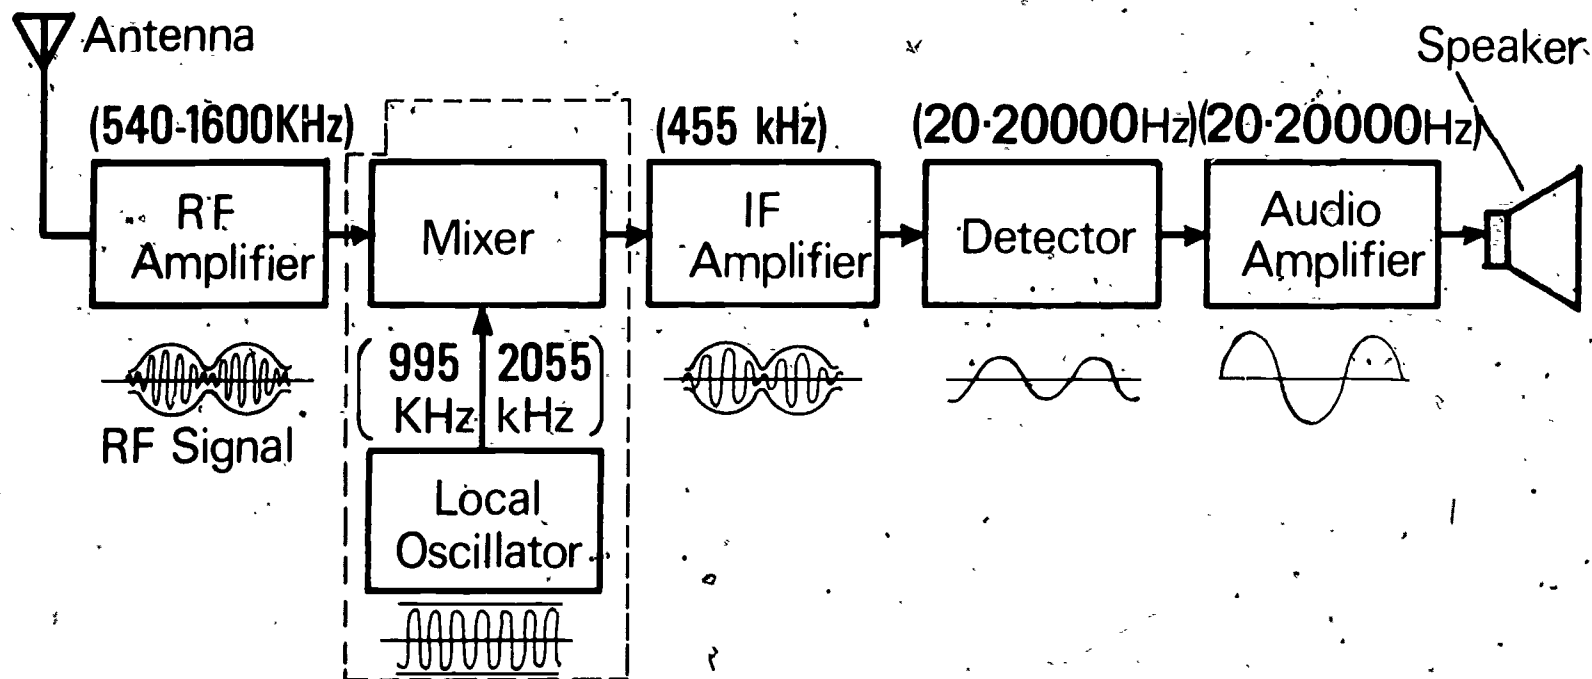 Antenna
Speaker
(540-1600KHz)
(455 kHz)
(20·20000Hz)
(20·20000Hz)
RF
Amplifier
Mixer
IF
Amplifier
Detector
Audio
Amplifier
RF Signal
(995 2055)
KHz kHz
Local
Oscillator